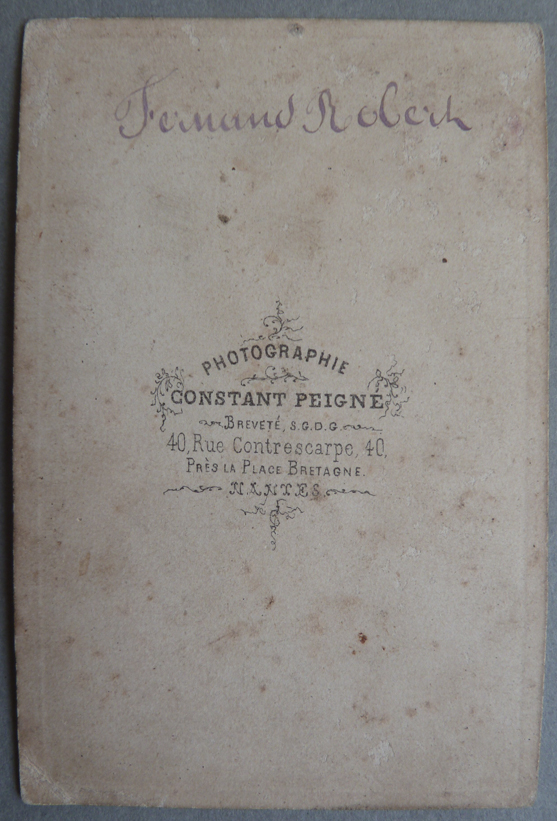 Fernand Robert
PHOTOGRAPHIE
CONSTANT PEIGNÉ
BREVETÉ, S.G.D.G.
40, Rue Contrescarpe, 40,
PRÈS LA PLACE BRETAGNE.
NANTES.